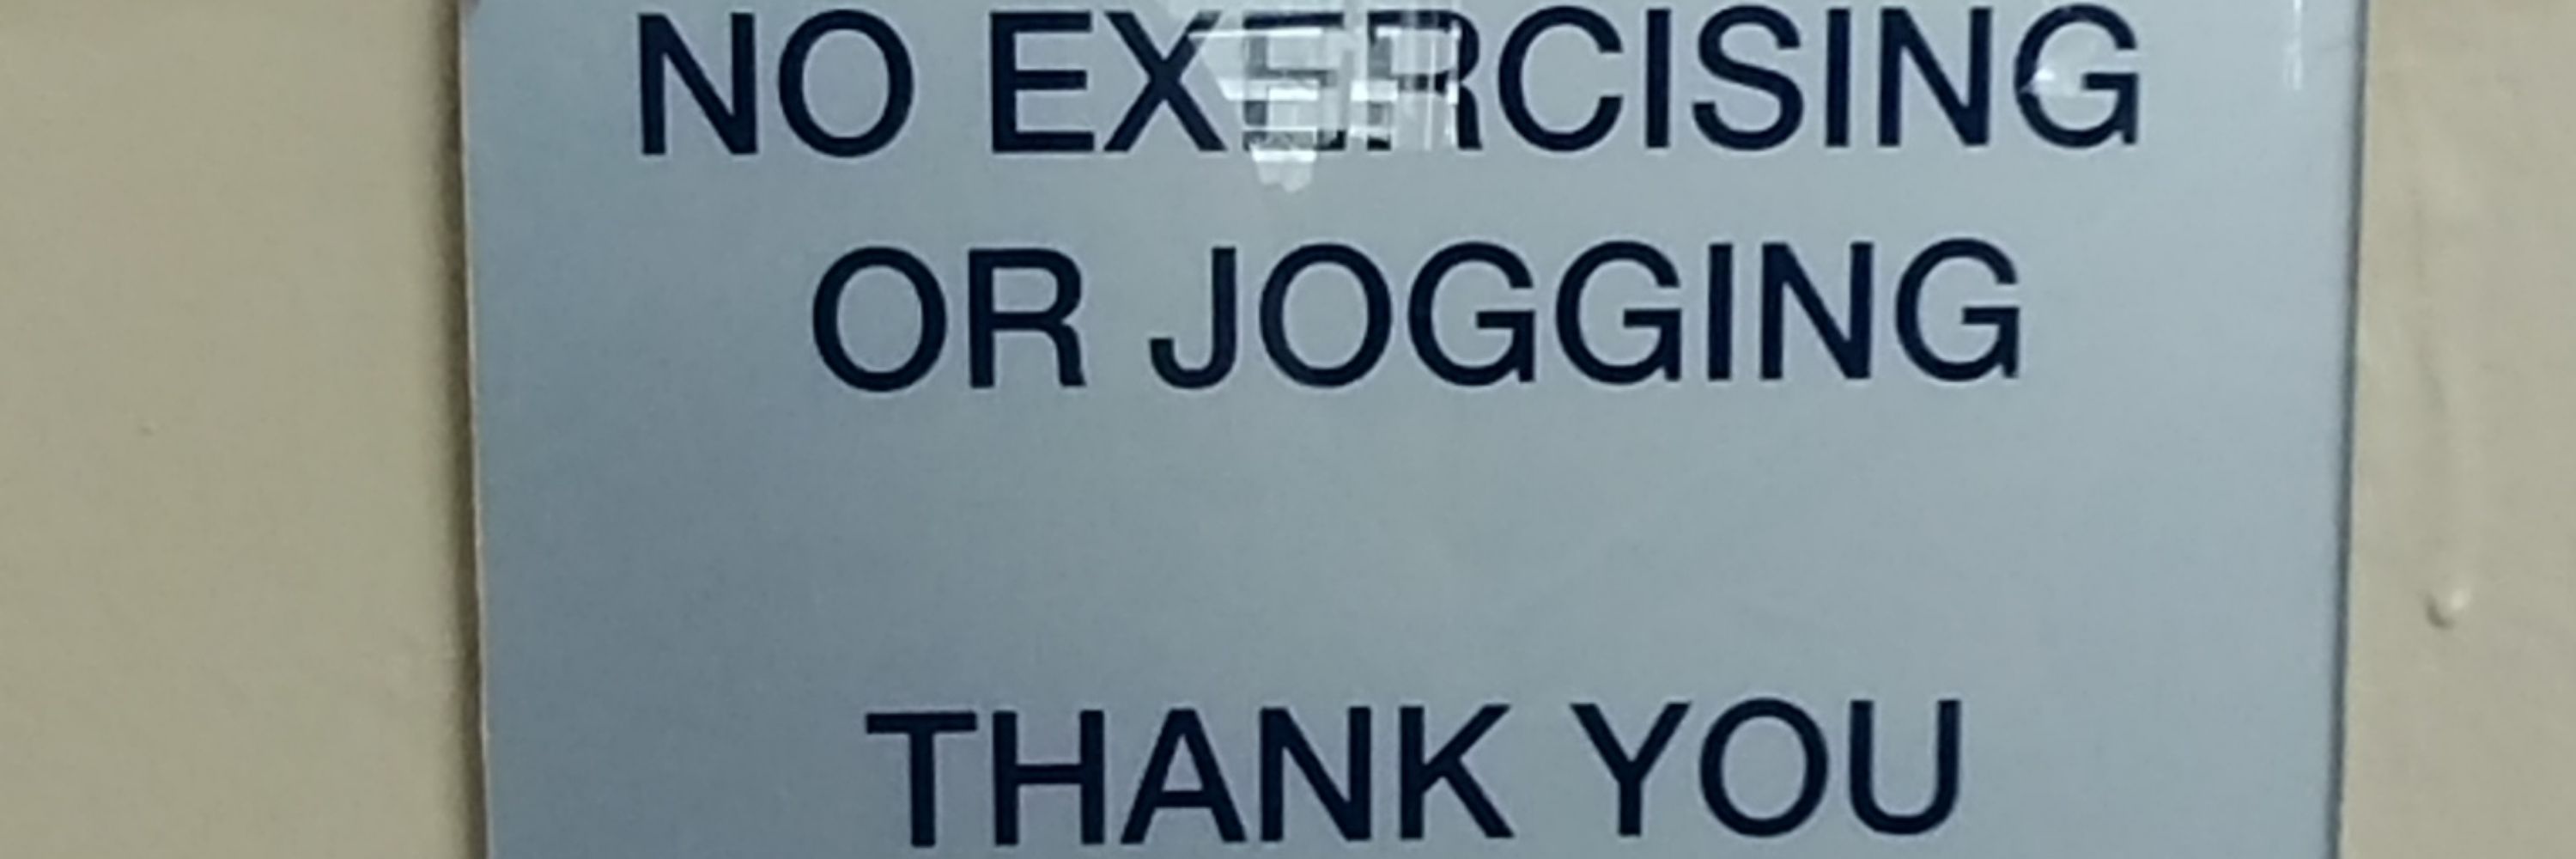 NO EXERCISING
OR JOGGING
THANK YOU